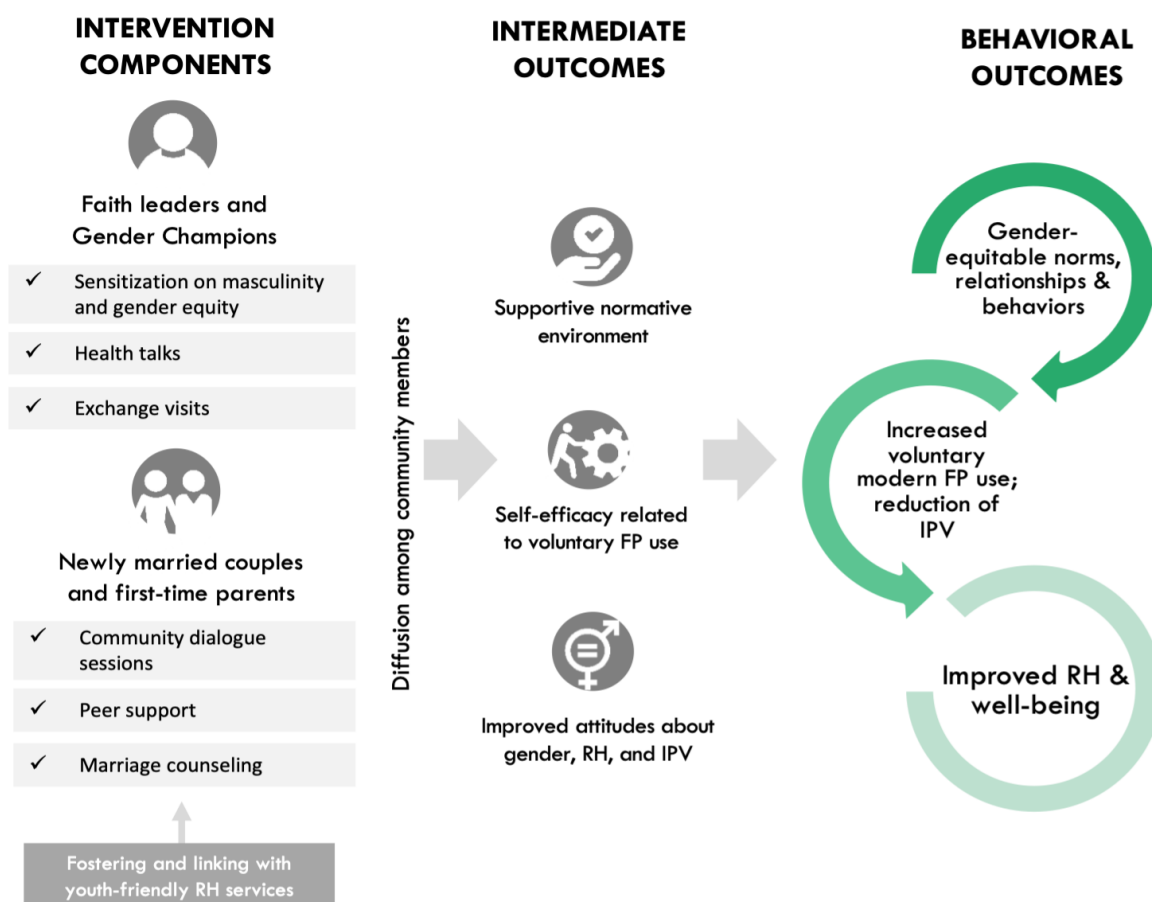 INTERVENTION
COMPONENTS
Faith leaders and
Gender Champions
✓ Sensitization on masculinity
and gender equity
✓ Health talks
✓ Exchange visits
Newly married couples
and first-time parents
✓ Community dialogue
sessions
✓ Peer support
✓ Marriage counseling
Fostering and linking with
youth-friendly RH services
Diffusion among community members
INTERMEDIATE
OUTCOMES
Supportive normative
environment
Self-efficacy related
to voluntary FP use
Improved attitudes about
gender, RH, and IPV
BEHAVIORAL
OUTCOMES
Gender-
equitable norms,
relationships &
behaviors
Increased
voluntary
modern FP use;
reduction of
IPV
Improved RH &
well-being